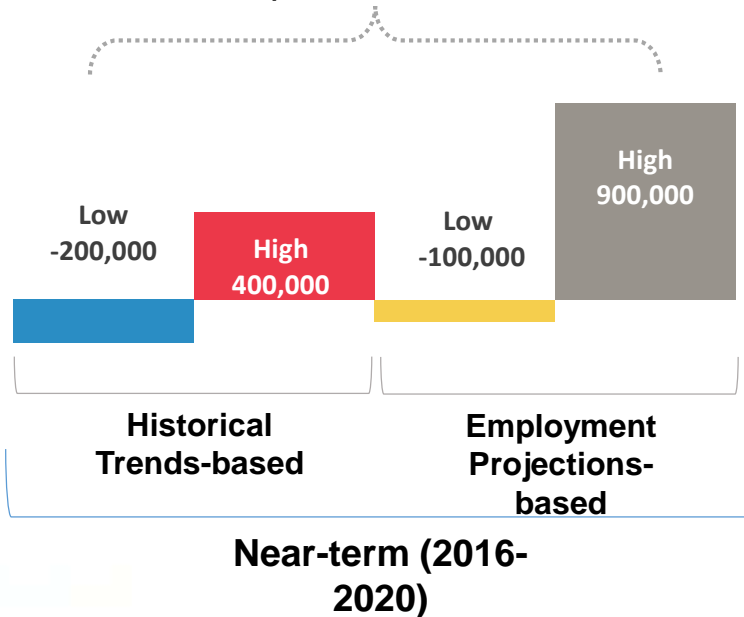 Low
-200,000
High
400,000
Low
-100,000
High
900,000
Historical
Trends-based
Employment
Projections-
based
Near-term (2016-
2020)